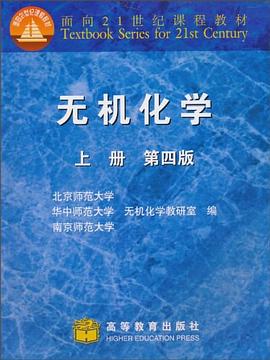 面向21世纪课程教材
Textbook Series for 21st Century
无机化学
上册 第四版
北京师范大学
华中师范大学 无机化学教研室 编
南京师范大学
高等教育出版社
HIGHER EDUCATION PRESS